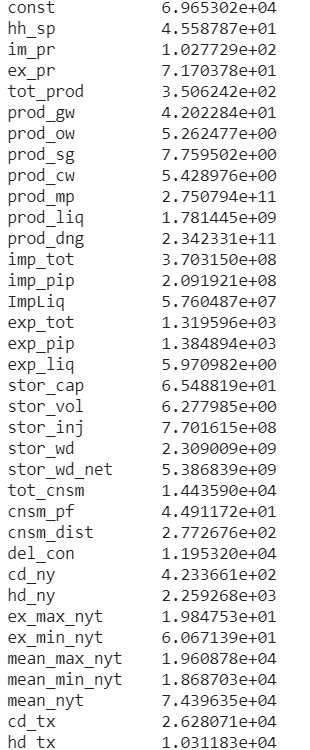 const 6.965302e+04
hh_sp 4.558787e+01
im_pr 1.027729e+02
ex_pr 7.170378e+01
tot_prod 3.506242e+02
prod_gw 4.202284e+01
prod_ow 5.262477e+00
prod_sg 7.759502e+00
prod_cw 5.428976e+00
prod_mp 2.750794e+11
prod_liq 1.781445e+09
prod_dng 2.342331e+11
imp_tot 3.703150e+08
imp_pip 2.091921e+08
ImpLiq 5.760487e+07
exp_tot 1.319596e+03
exp_pip 1.384894e+03
exp_liq 5.970982e+00
stor_cap 6.548819e+01
stor_vol 6.277985e+00
stor_inj 7.701615e+08
stor_wd 2.309009e+09
stor_wd_net 5.386839e+09
tot_cnsm 1.443590e+04
cnsm_pf 4.491172e+01
cnsm_dist 2.772676e+02
del_con 1.195320e+04
cd_ny 4.233661e+02
hd_ny 2.259268e+03
ex_max_nyt 1.984753e+01
ex_min_nyt 6.067139e+01
mean_max_nyt 1.960878e+04
mean_min_nyt 1.868703e+04
mean_nyt 7.439635e+04
cd_tx 2.628071e+04
hd_tx 1.031183e+04